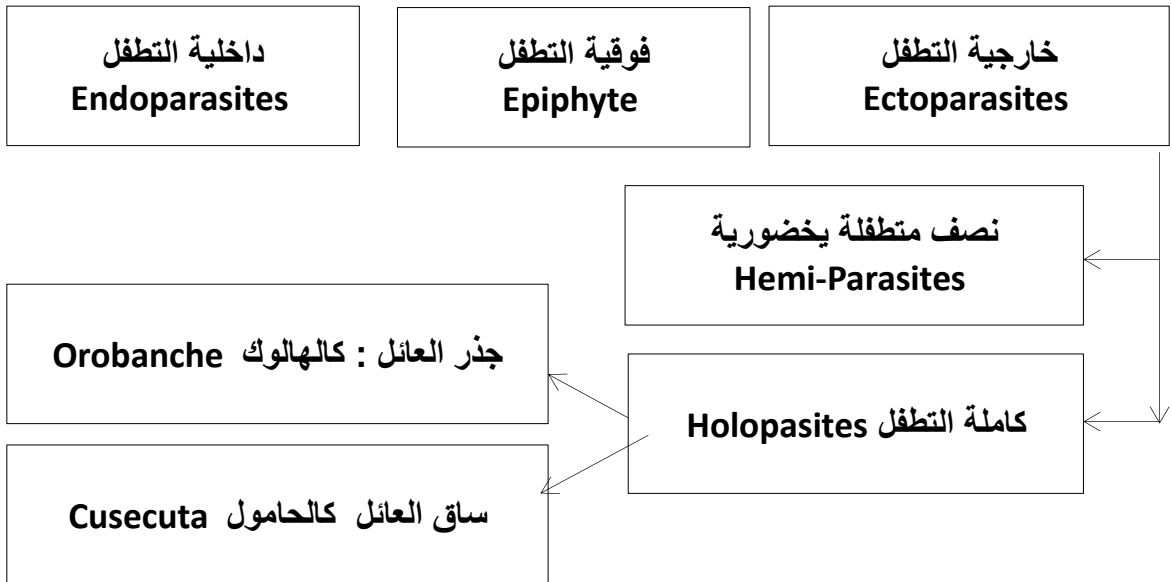 خارجية التطفل
Ectoparasites
فوقية التطفل
Epiphyte
داخلية التطفل
Endoparasites
نصف متطفلة يخضورية
Hemi-Parasites
كاملة التطفل Holopasites
جذر العائل : كالهالوك Orobanche
ساق العائل كالحامول Cusecuta